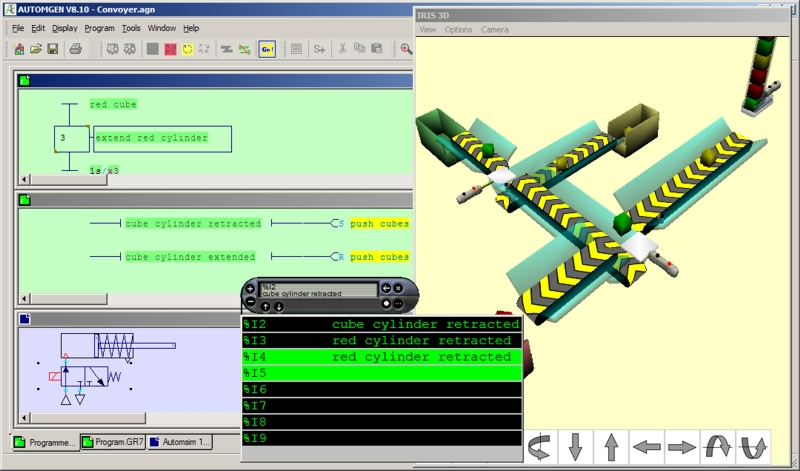 AUTOMGEN V8.10 - Convoyer.agn
IRIS 3D
File Edit Display Program Tools Window Help
View Options Camera
S+
Go!
red cube
3
extend red cylinder
1s/x3
cube cylinder retracted
S push cubes
cube cylinder extended
R push cubes
%I2
cube cylinder retracted
%I2 cube cylinder retracted
%I3 red cylinder retracted
%I4 red cylinder retracted
%I5
%I6
%I7
%I8
%I9
Programme...
Program.GR7
Automsim 1...